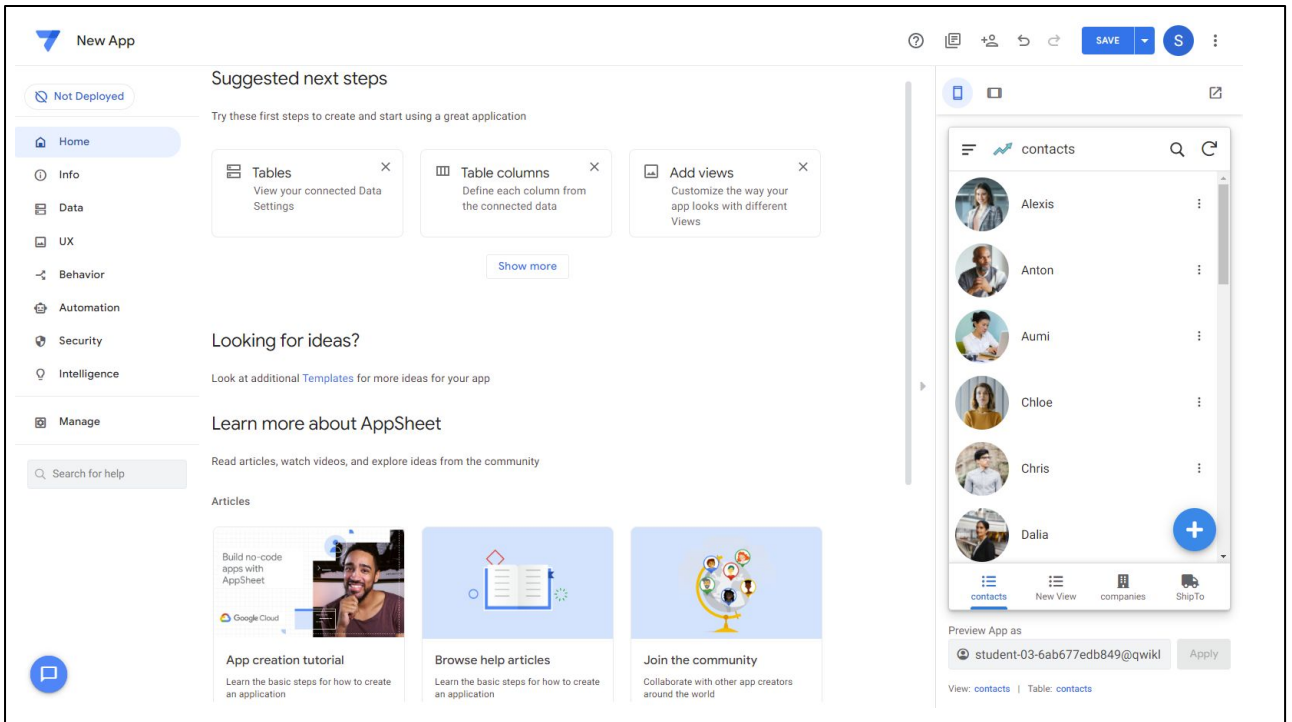 New App
SAVE
S
Not Deployed
Home
Info
Data
UX
Behavior
Automation
Security
Intelligence
Manage
Search for help
Suggested next steps
Try these first steps to create and start using a great application
Tables
View your connected Data
Settings
Table columns
Define each column from
the connected data
Add views
Customize the way your
app looks with different
Views
Show more
Looking for ideas?
Look at additional Templates for more ideas for your app
Learn more about AppSheet
Read articles, watch videos, and explore ideas from the community
Articles
Build no-code
apps with
AppSheet
Google Cloud
App creation tutorial
Learn the basic steps for how to create
an application
Browse help articles
Learn the basic steps for how to create
an application
Join the community
Collaborate with other app creators
around the world
contacts
Alexis
Anton
Aumi
Chloe
Chris
Dalia
contacts
New View
companies
ShipTo
Preview App as
student-03-6ab677edb849@qwikl
Apply
View: contacts | Table: contacts